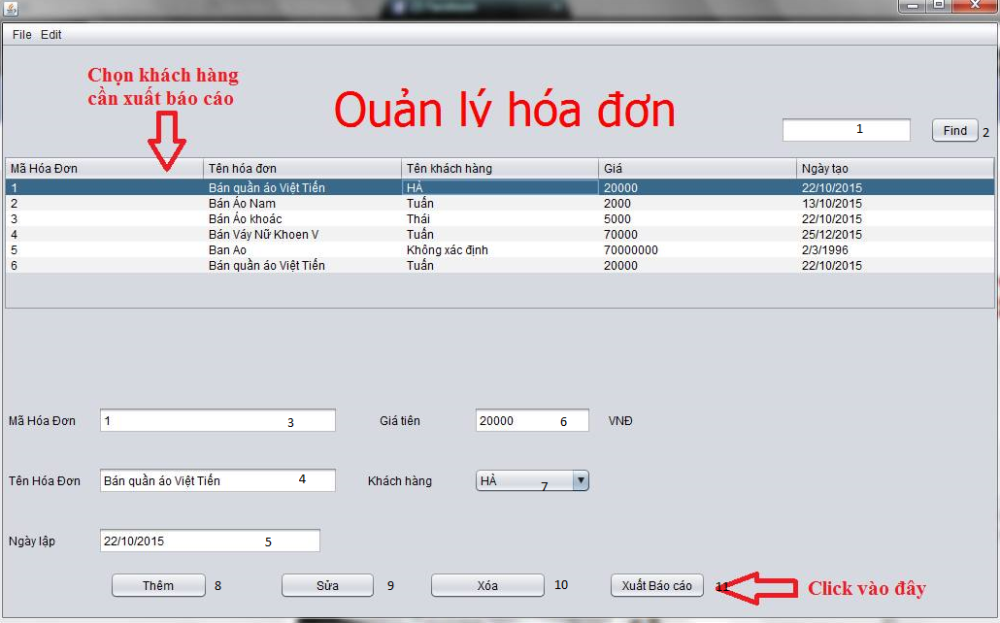 File Edit
Chọn khách hàng
cần xuất báo cáo
Quản lý hóa đơn
1 Find 2
Mã Hóa Đơn Tên hóa đơn Tên khách hàng Giá Ngày tạo
1 Bán quần áo Việt Tiến HÀ 20000 22/10/2015
2 Bán Áo Nam Tuấn 2000 13/10/2015
3 Bán Áo khoác Thái 5000 22/10/2015
4 Bán Váy Nữ Khoen V Tuấn 70000 25/12/2015
5 Ban Ao Không xác định 70000000 2/3/1996
6 Bán quần áo Việt Tiến Tuấn 20000 22/10/2015
Mã Hóa Đơn 1 3 Giá tiên 20000 6 VNĐ
Tên Hóa Đơn Bán quần áo Việt Tiến 4 Khách hàng HÀ 7
Ngày lập 22/10/2015 5
Thêm 8 Sửa 9 Xóa 10 Xuất Báo cáo 11 Click vào đây